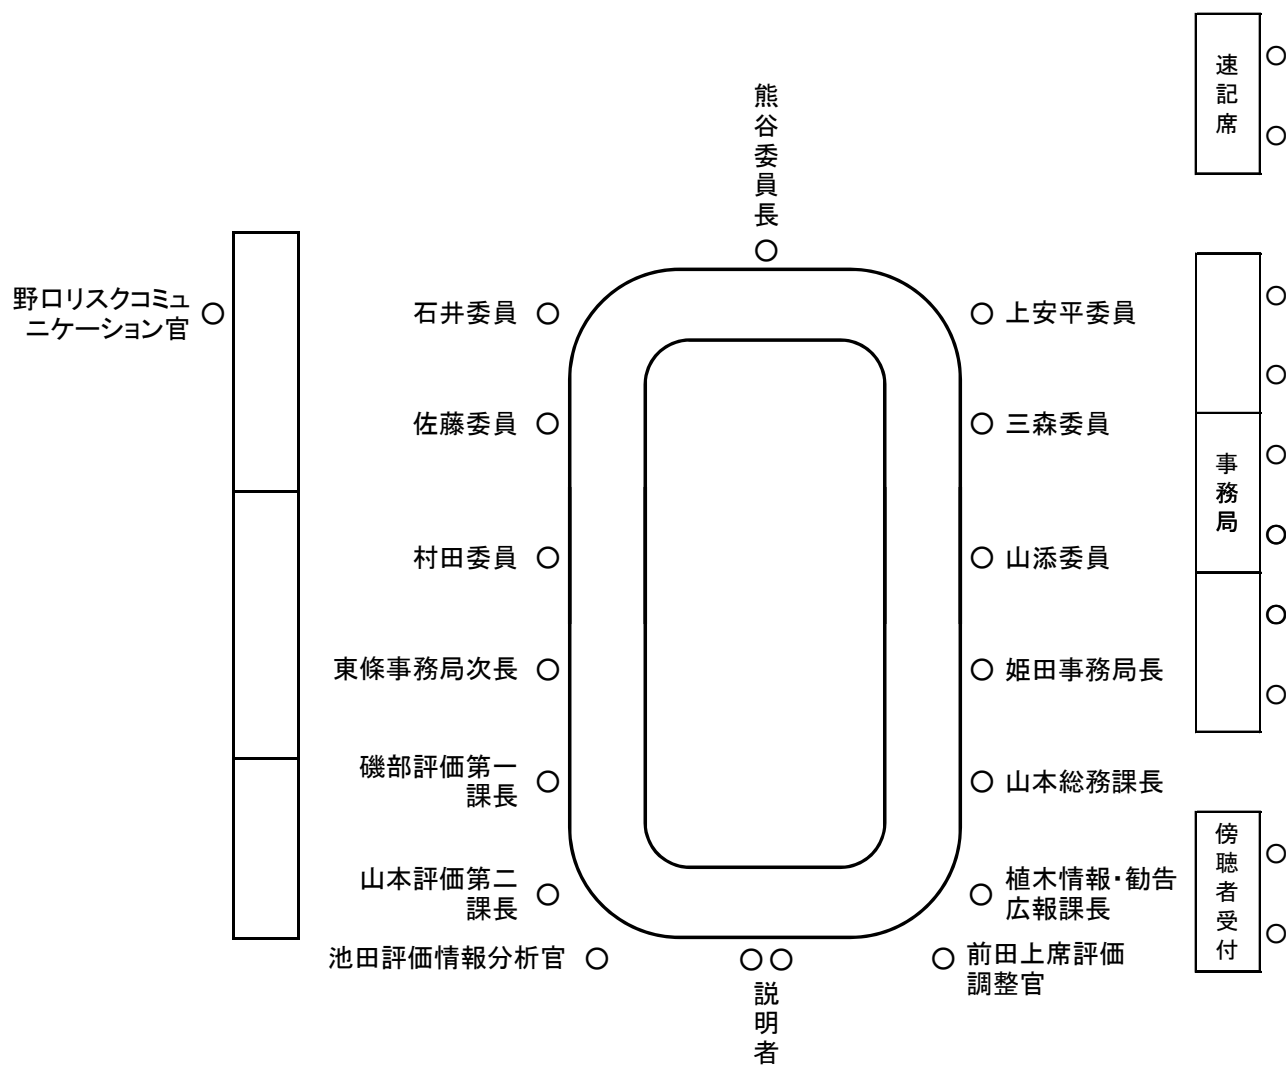 速記席
熊谷委員長
野口リスクコミュ
ニケーション官
石井委員
上安平委員
佐藤委員
三森委員
事務局
村田委員
山添委員
東條事務局次長
姫田事務局長
磯部評価第一
課長
山本総務課長
山本評価第二
課長
植木情報・勧告
広報課長
傍聴者受付
池田評価情報分析官
前田上席評価
調整官
説明者